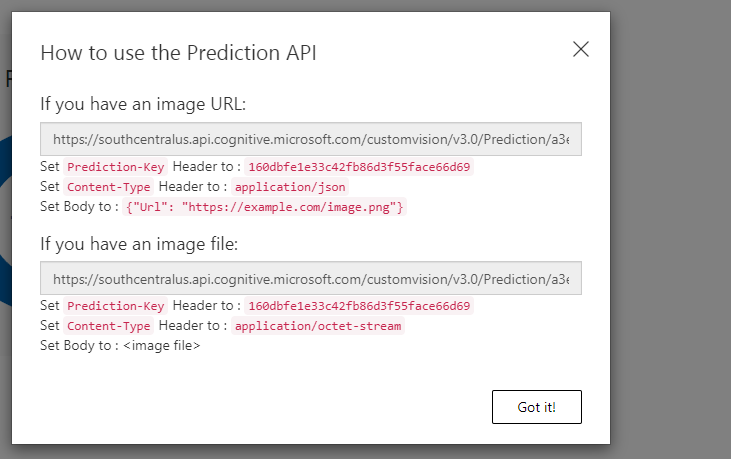 How to use the Prediction API
If you have an image URL:
https://southcentralus.api.cognitive.microsoft.com/customvision/v3.0/Prediction/a3e
Set Prediction-Key Header to : 160dbfe1e33c42fb86d3f55face66d69
Set Content-Type Header to : application/json
Set Body to : {"Url": "https://example.com/image.png"}
If you have an image file:
https://southcentralus.api.cognitive.microsoft.com/customvision/v3.0/Prediction/a3e
Set Prediction-Key Header to : 160dbfe1e33c42fb86d3f55face66d69
Set Content-Type Header to : application/octet-stream
Set Body to : <image file>
Got it!